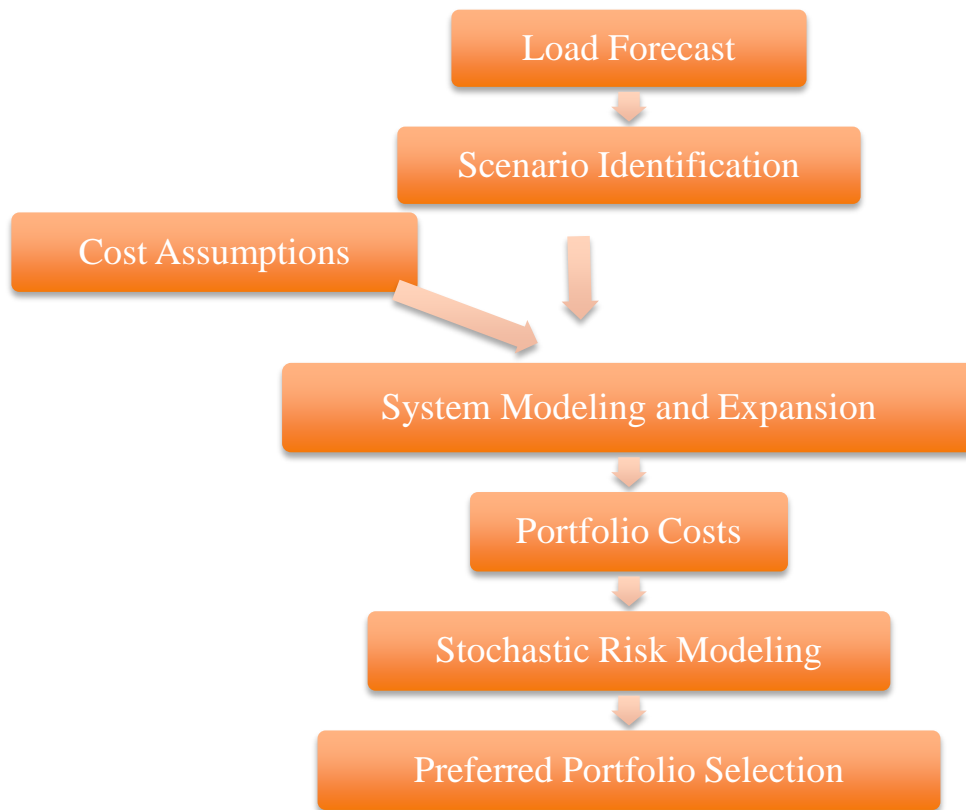 Load Forecast
Scenario Identification
Cost Assumptions
System Modeling and Expansion
Portfolio Costs
Stochastic Risk Modeling
Preferred Portfolio Selection